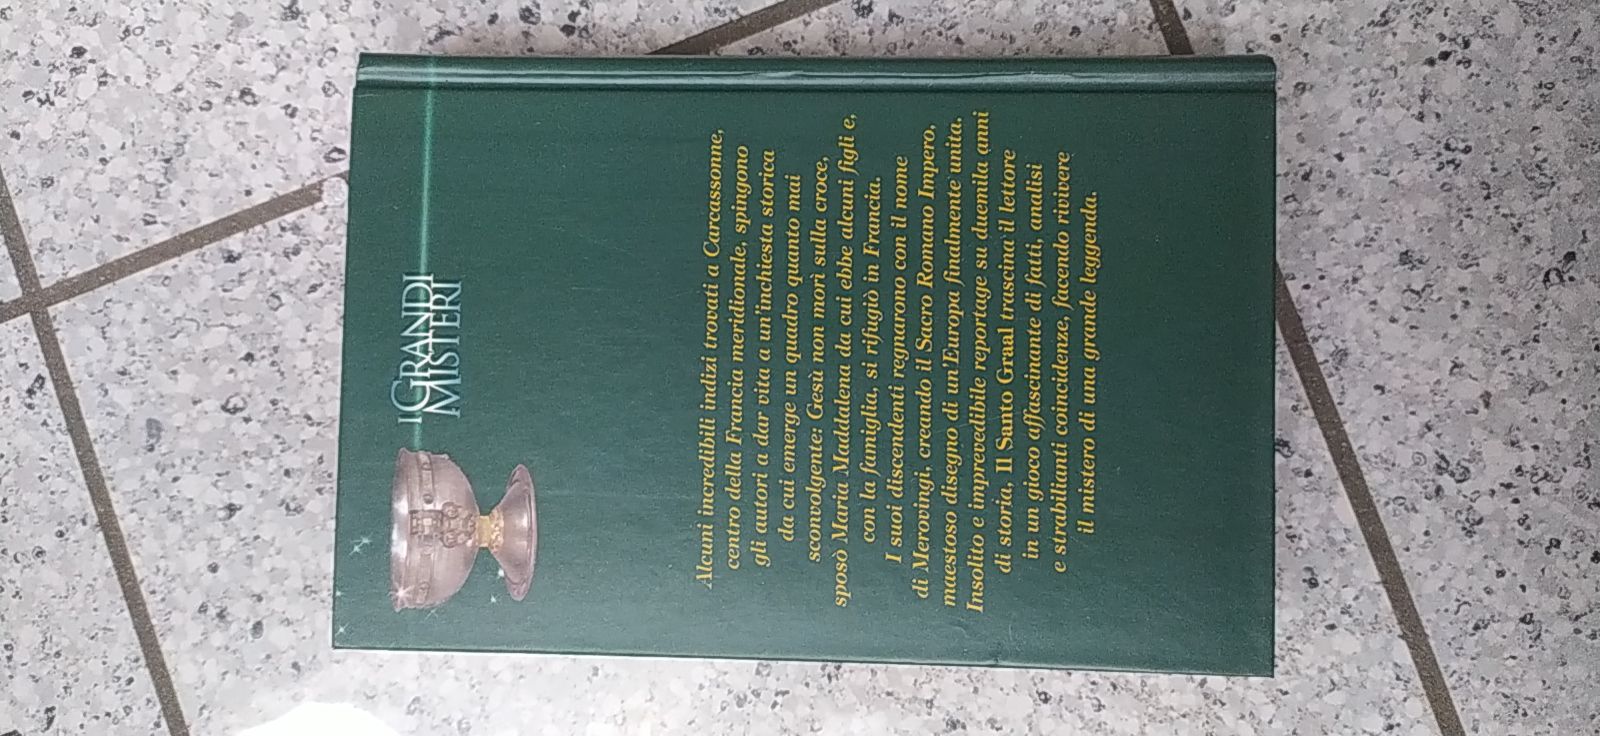 I GRANDI
MISTERI
Alcuni incredibili indizi trovati a Carcassonne,
centro della Francia meridionale, spingono
gli autori a dar vita a un'inchiesta storica
da cui emerge un quadro quanto mai
sconvolgente: Gesù non morì sulla croce,
sposò Maria Maddalena da cui ebbe alcuni figli e,
con la famiglia, si rifugiò in Francia.
I suoi discendenti regnarono con il nome
di Merovingi, creando il Sacro Romano Impero,
maestoso disegno di un'Europa finalmente unita.
Insolito e imprevedibile reportage su duemila anni
di storia, Il Santo Graal trascina il lettore
in un gioco affascinante di fatti, analisi
e strabilianti coincidenze, facendo rivivere
il mistero di una grande leggenda.